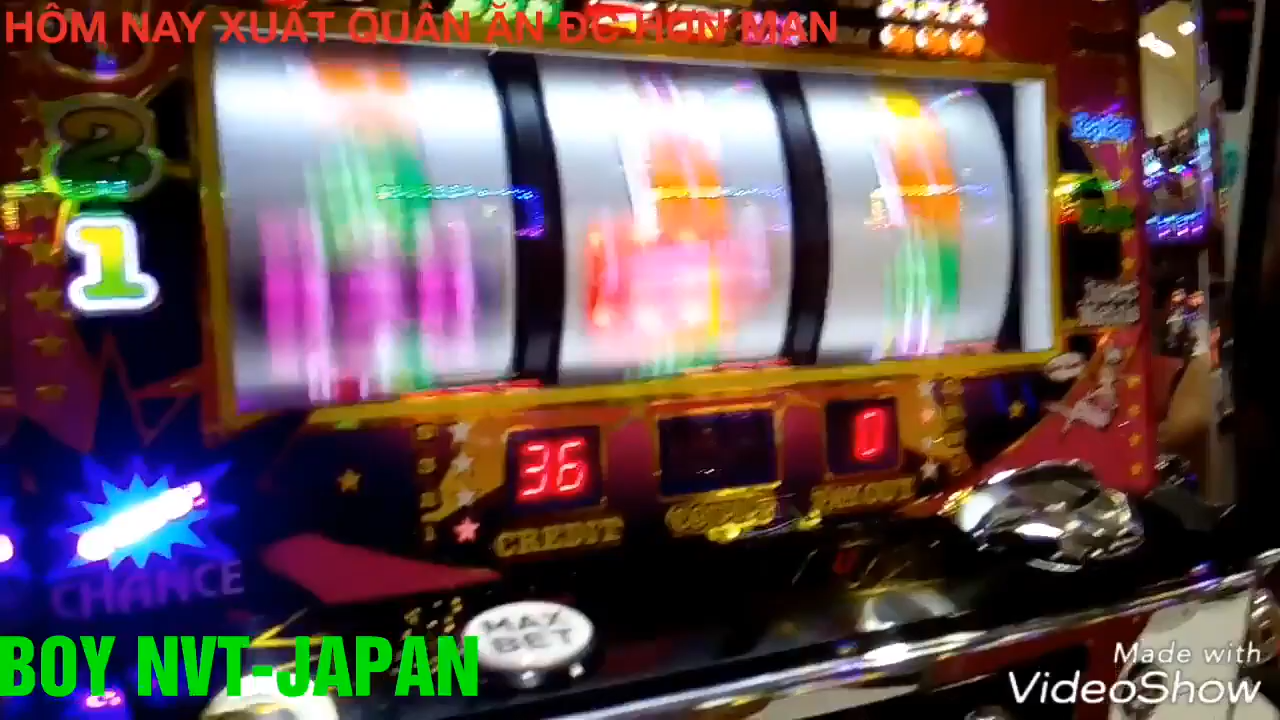 HÔM NAY XUẤT QUÂN ĂN ĐC HƠN MAN
2
1
Replay
36
0
CREDIT
PAYOUT
CHANCE
MAX
BET
BOY NVT-JAPAN
Made with
VideoShow